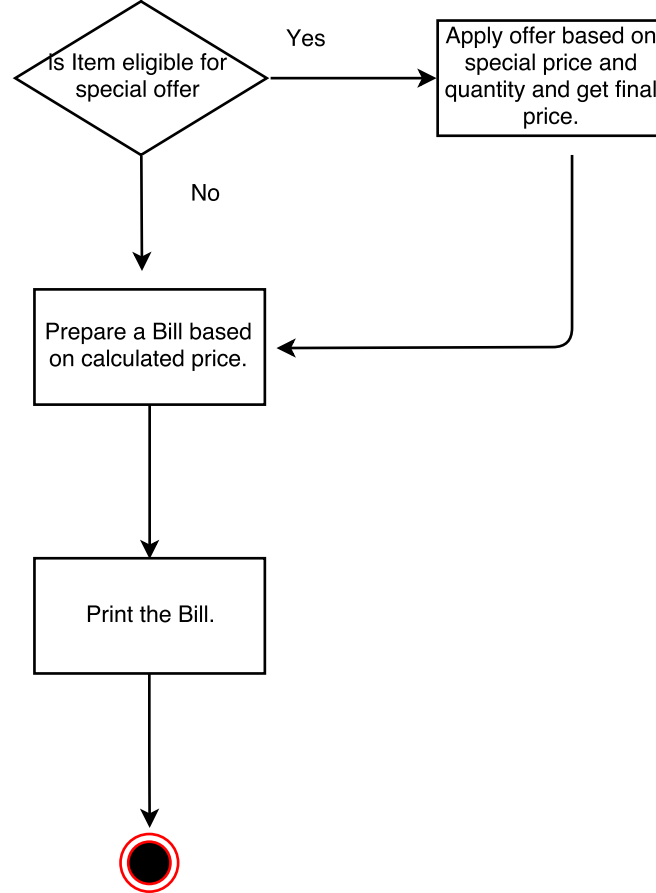 Is Item eligible for
special offer
Yes
Apply offer based on
special price and
quantity and get final
price.
No
Prepare a Bill based
on calculated price.
Print the Bill.